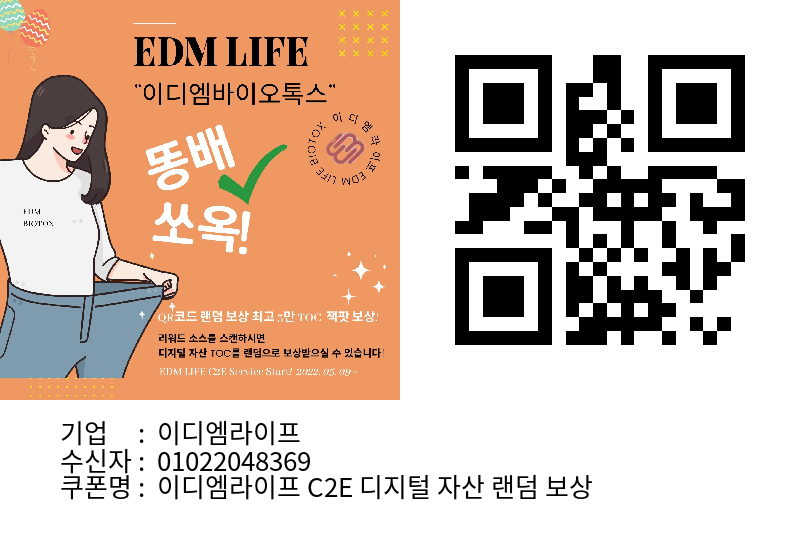 EDM LIFE
"이디엠바이오톡스"
이디엠라이프 EDM LIFE BIOTOX
똥배
쏘옥!
EDM
BIOTOX
QR코드 랜덤 보상 최고 5만 TOC 잭팟 보상!
리워드 소스를 스캔하시면
디지털 자산 TOC를 랜덤으로 보상받으실 수 있습니다!
EDM LIFE C2E Service Start! 2022. 05. 09 ~
기업 : 이디엠라이프
수신자 : 01022048369
쿠폰명 : 이디엠라이프 C2E 디지털 자산 랜덤 보상